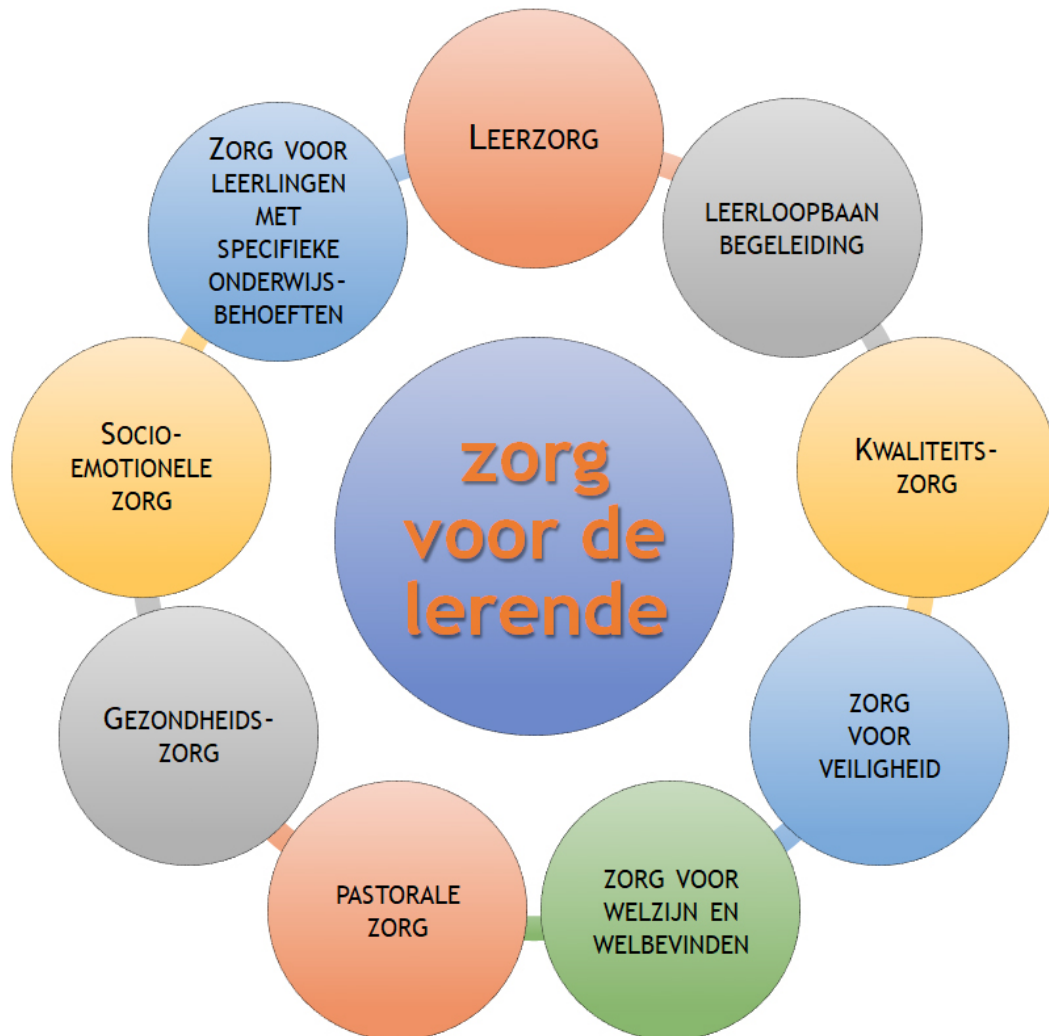 LEERZORG
LEERLOOPBAAN
BEGELEIDING
KWALITEITS-
ZORG
ZORG
VOOR
VEILIGHEID
ZORG VOOR
WELZIJN EN
WELBEVINDEN
PASTORALE
ZORG
GEZONDHEIDS-
ZORG
SOCIO-
EMOTIONELE
ZORG
ZORG VOOR
LEERLINGEN
MET
SPECIFIEKE
ONDERWIJS-
BEHOEFTEN
zorg
voor de
lerende